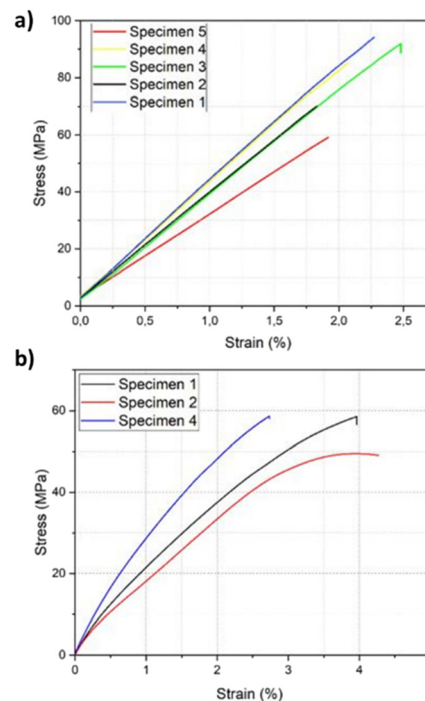 a)
100
80
60
40
20
0
Stress (MPa)
Specimen 5
Specimen 4
Specimen 3
Specimen 2
Specimen 1
0,0 0,5 1,0 1,5 2,0 2,5
Strain (%)
b)
60
40
20
0
Stress (MPa)
Specimen 1
Specimen 2
Specimen 4
0 1 2 3 4
Strain (%)